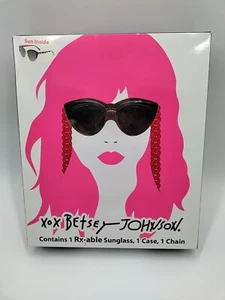 Sun Inside
xox, BETSEY JOHNSON.
Contains 1 Rx-able Sunglass, 1 Case, 1 Chain